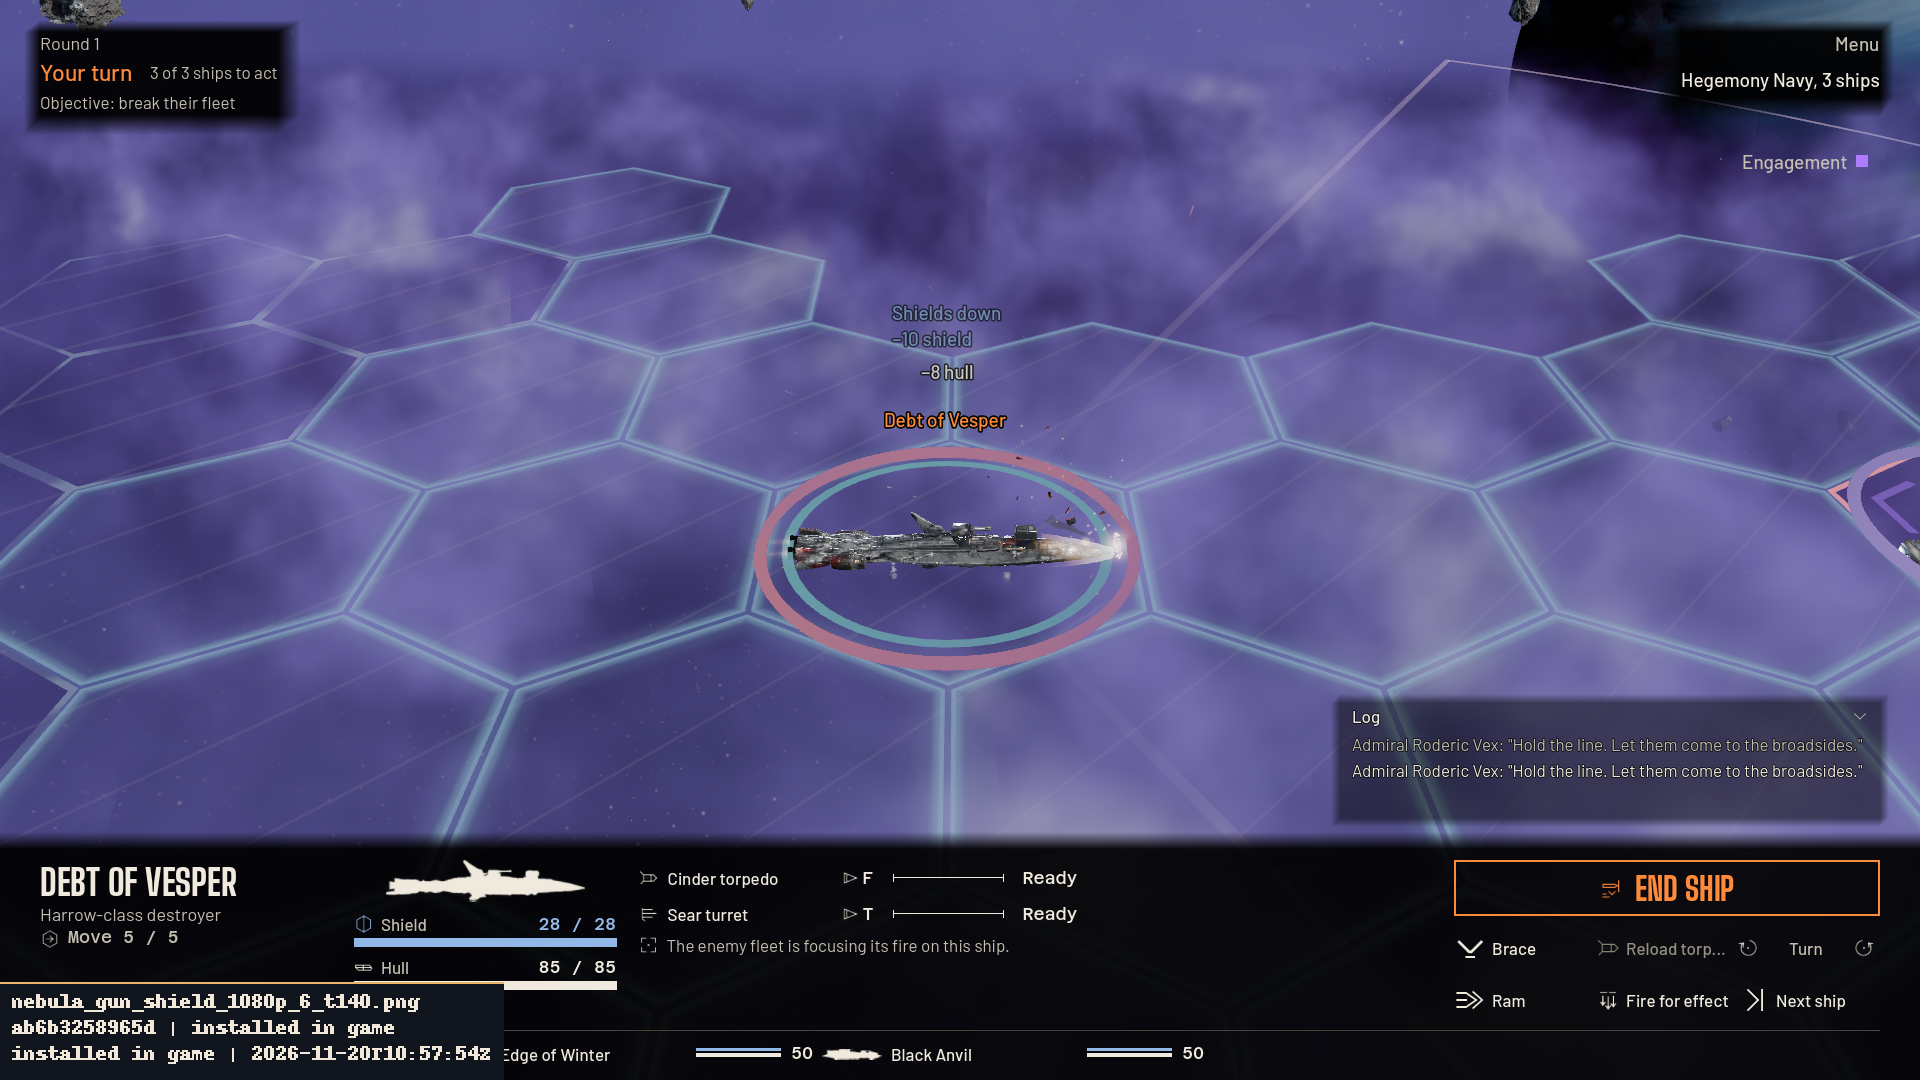 Round 1
Your turn 3 of 3 ships to act
Objective: break their fleet
Menu
Hegemony Navy, 3 ships
Engagement
Shields down
−10 shield
−8 hull
Debt of Vesper
Log
Admiral Roderic Vex: "Hold the line. Let them come to the broadsides."
Admiral Roderic Vex: "Hold the line. Let them come to the broadsides."
DEBT OF VESPER
Harrow-class destroyer
Move 5 / 5
Shield 28 / 28
Hull 85 / 85
Cinder torpedo F Ready
Sear turret T Ready
The enemy fleet is focusing its fire on this ship.
END SHIP
Brace Reload torp... Turn
Ram Fire for effect Next ship
nebula_gun_shield_1080p_6_t140.png
ab6b3258965d | installed in game
installed in game | 2026-11-20T10:57:54Z
Edge of Winter 50 Black Anvil 50